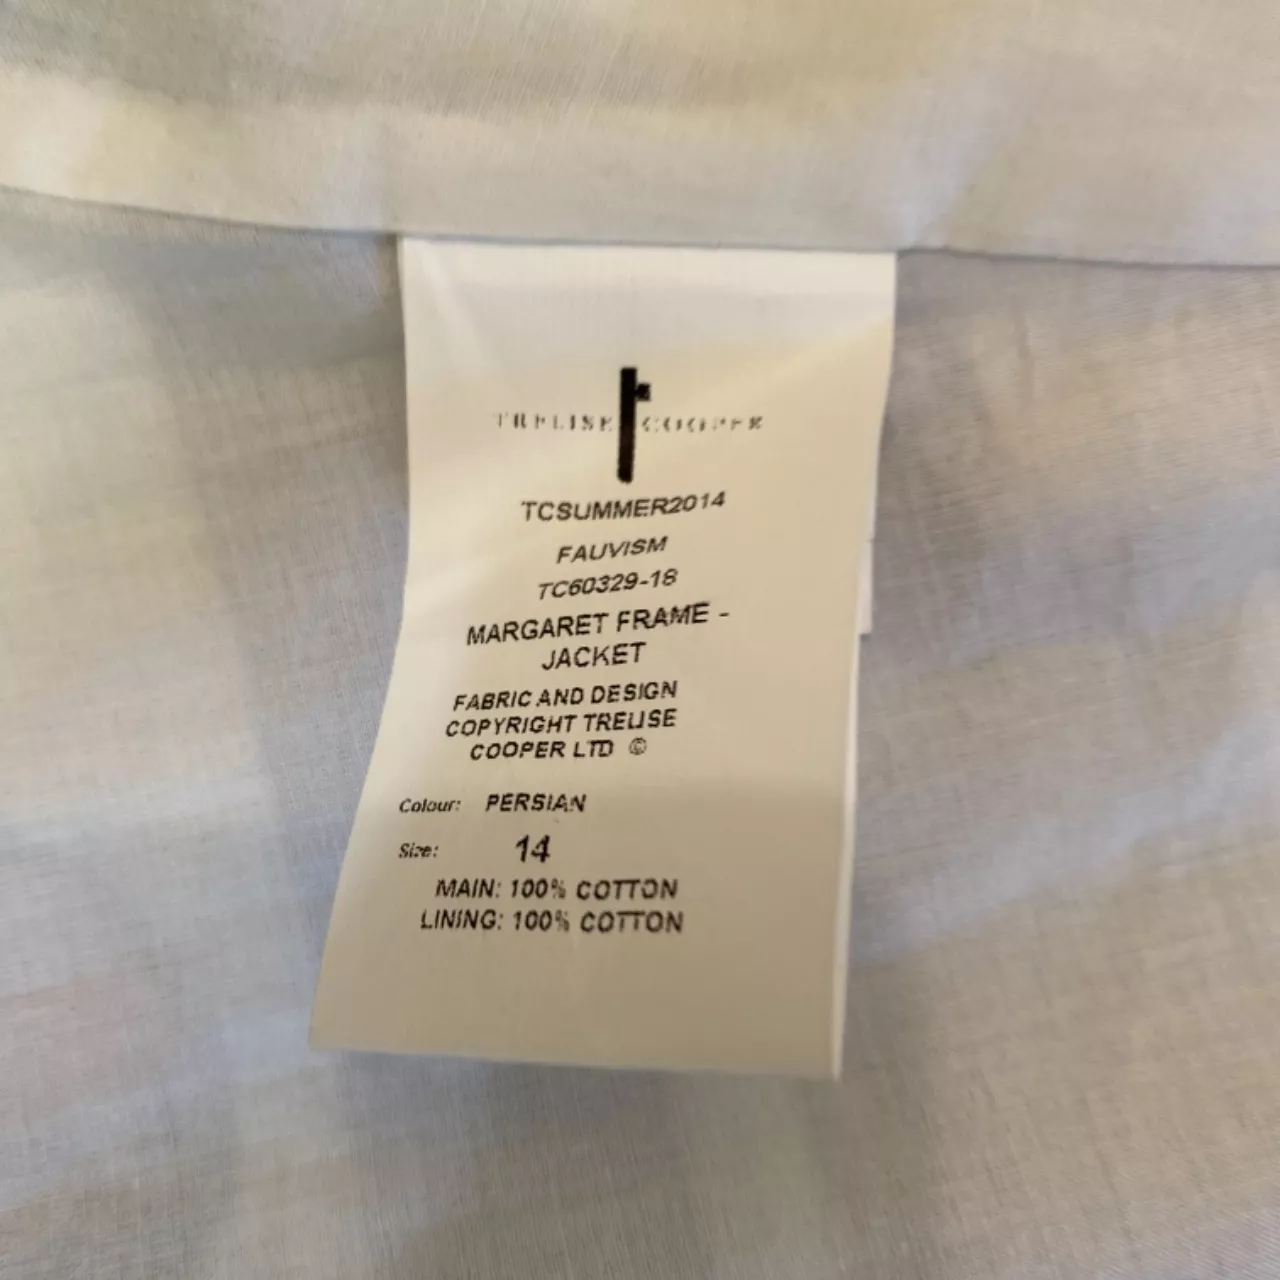 TRELISE COOPER
TCSUMMER2014
FAUVISM
TC60329-18
MARGARET FRAME -
JACKET
FABRIC AND DESIGN
COPYRIGHT TRELISE
COOPER LTD ©
Colour: PERSIAN
Size: 14
MAIN: 100% COTTON
LINING: 100% COTTON